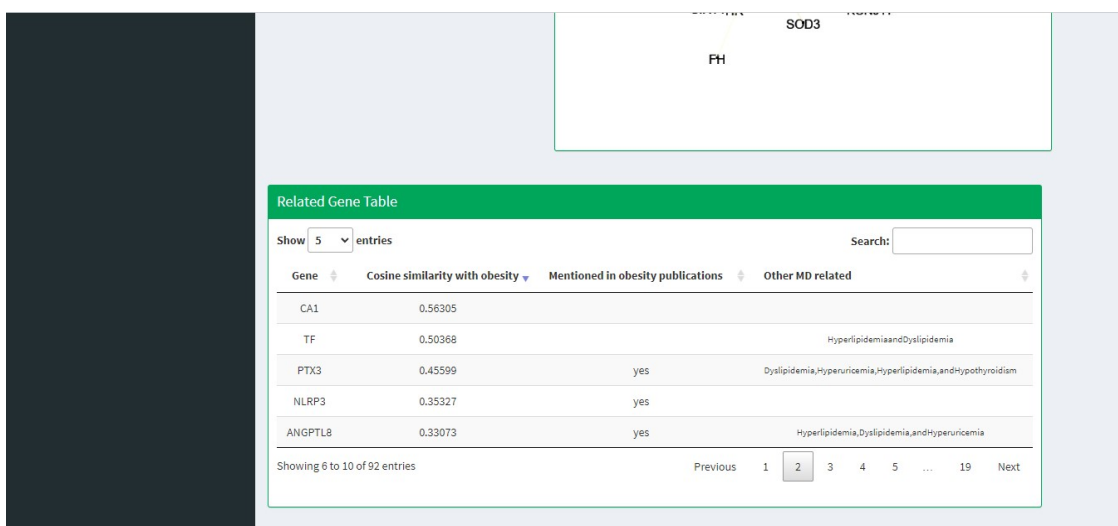 SOD3
FH
Related Gene Table
Show 5 entries Search:
Gene Cosine similarity with obesity Mentioned in obesity publications Other MD related
CA1 0.56305
TF 0.50368 HyperlipidemiaandDyslipidemia
PTX3 0.45599 yes Dyslipidemia,Hyperuricemia,Hyperlipidemia,andHypothyroidism
NLRP3 0.35327 yes
ANGPTL8 0.33073 yes Hyperlipidemia,Dyslipidemia,andHyperuricemia
Showing 6 to 10 of 92 entries Previous 1 2 3 4 5 ... 19 Next